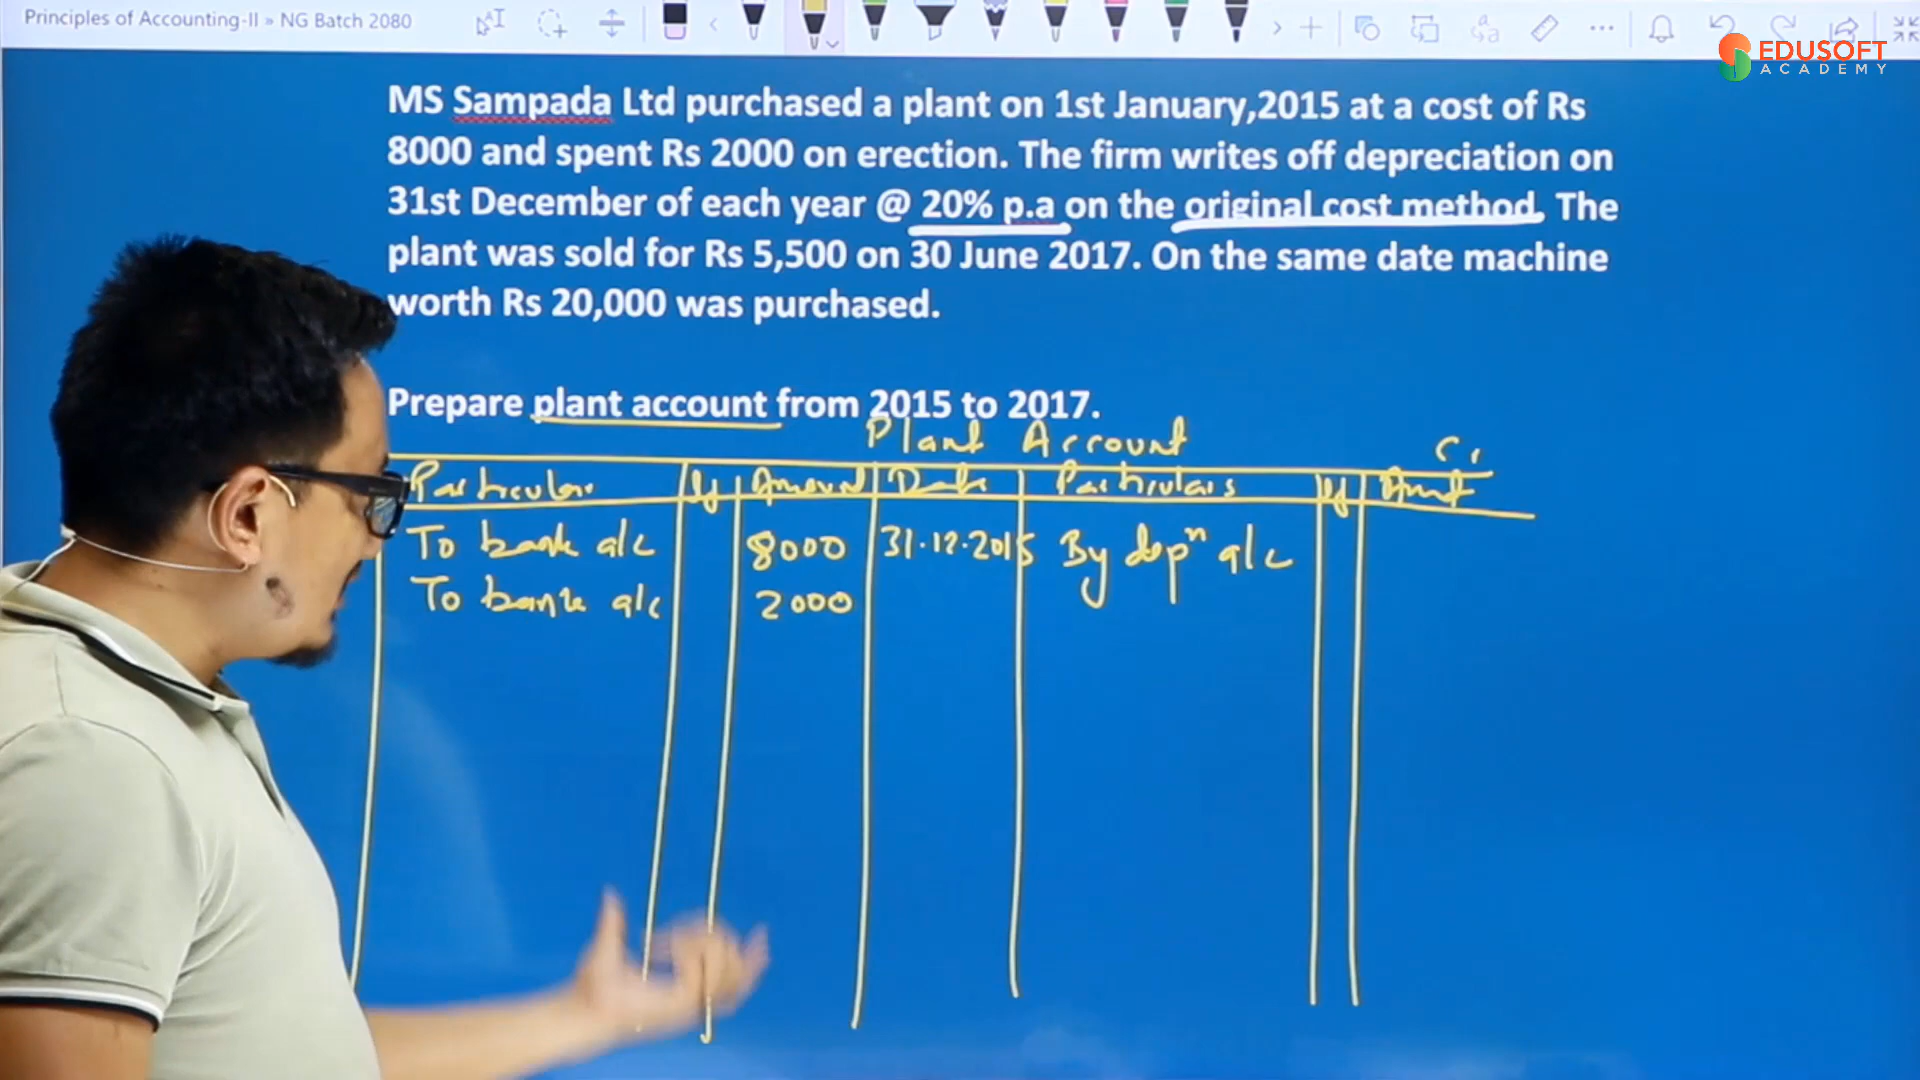 Principles of Accounting-II » NG Batch 2080
EDUSOFT
ACADEMY
MS Sampada Ltd purchased a plant on 1st January,2015 at a cost of Rs
8000 and spent Rs 2000 on erection. The firm writes off depreciation on
31st December of each year @ 20% p.a on the original cost method. The
plant was sold for Rs 5,500 on 30 June 2017. On the same date machine
worth Rs 20,000 was purchased.
Prepare plant account from 2015 to 2017.
Plant Account Cr
Particulars lf Amount Date Particulars lf Amt
To bank a/c 8000 31.12.2015 By depn a/c
To bank a/c 2000